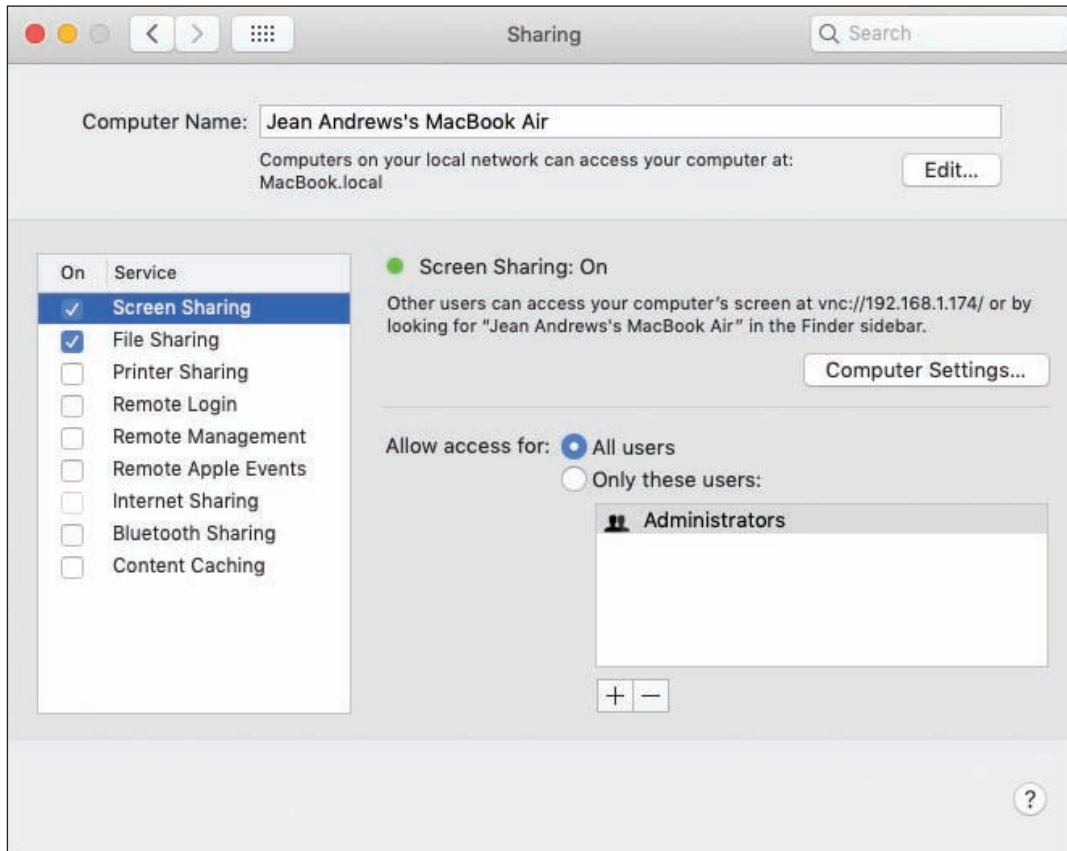 Sharing
Search
Computer Name:
Jean Andrews's MacBook Air
Computers on your local network can access your computer at:
MacBook.local
Edit...
On
Service
Screen Sharing
File Sharing
Printer Sharing
Remote Login
Remote Management
Remote Apple Events
Internet Sharing
Bluetooth Sharing
Content Caching
Screen Sharing: On
Other users can access your computer's screen at vnc://192.168.1.174/ or by
looking for "Jean Andrews's MacBook Air" in the Finder sidebar.
Computer Settings...
Allow access for:
All users
Only these users:
Administrators
+
−
?